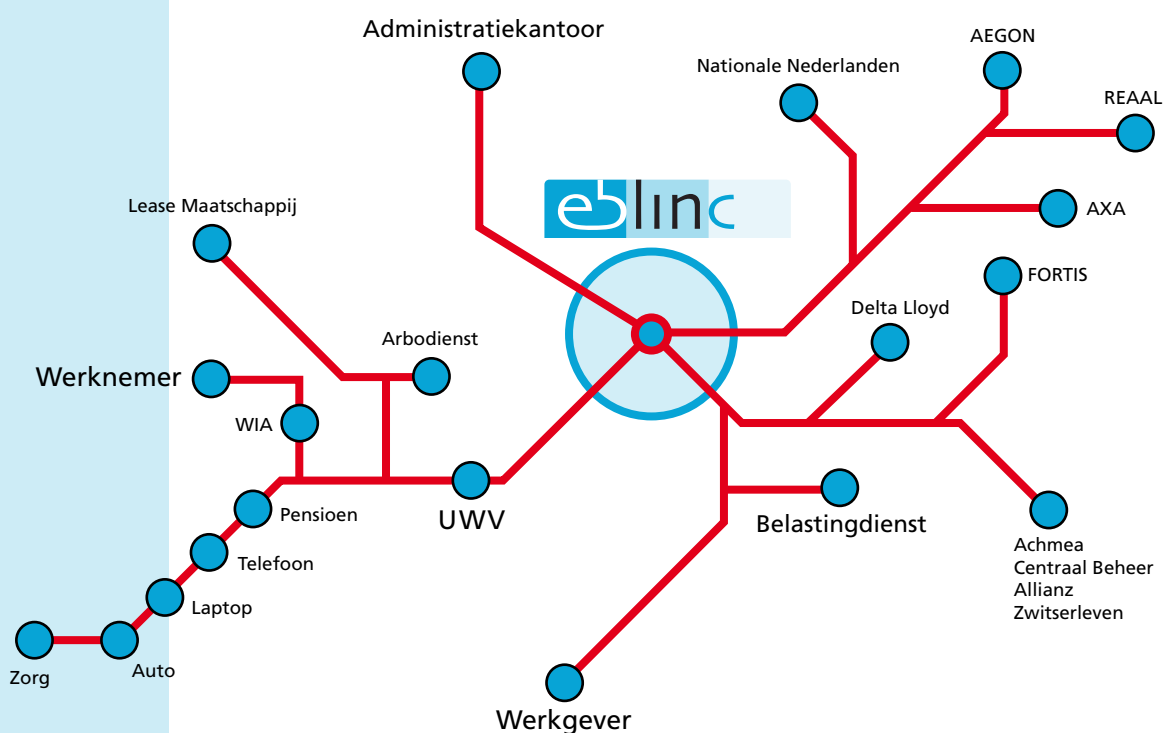 Administratiekantoor
AEGON
Nationale Nederlanden
REAAL
eblinc
Lease Maatschappij
AXA
FORTIS
Delta Lloyd
Arbodienst
Werknemer
WIA
Pensioen
UWV
Belastingdienst
Telefoon
Achmea
Centraal Beheer
Allianz
Zwitserleven
Laptop
Auto
Zorg
Werkgever